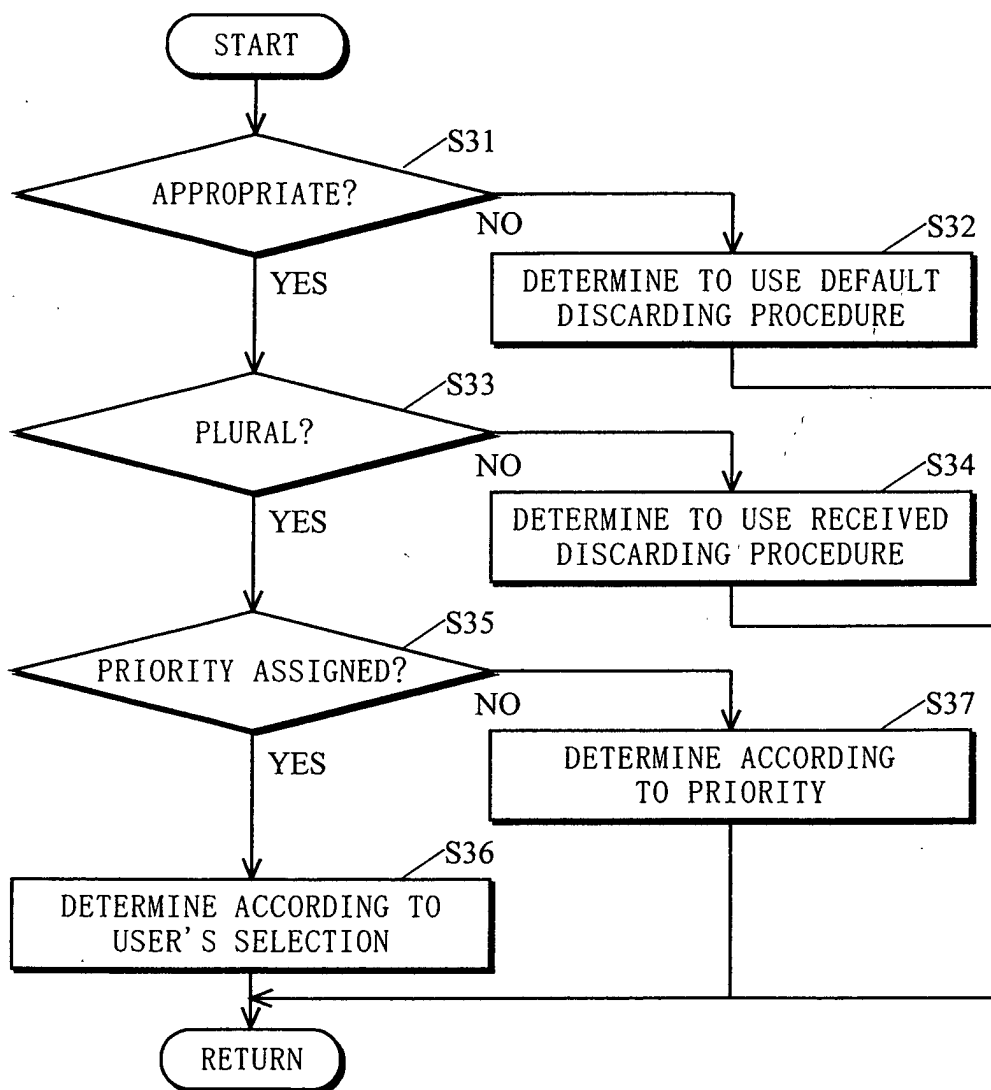 START
S31
APPROPRIATE?
NO
YES
S32
DETERMINE TO USE DEFAULT
DISCARDING PROCEDURE
S33
PLURAL?
NO
YES
S34
DETERMINE TO USE RECEIVED
DISCARDING PROCEDURE
S35
PRIORITY ASSIGNED?
NO
YES
S37
DETERMINE ACCORDING
TO PRIORITY
S36
DETERMINE ACCORDING TO
USER'S SELECTION
RETURN